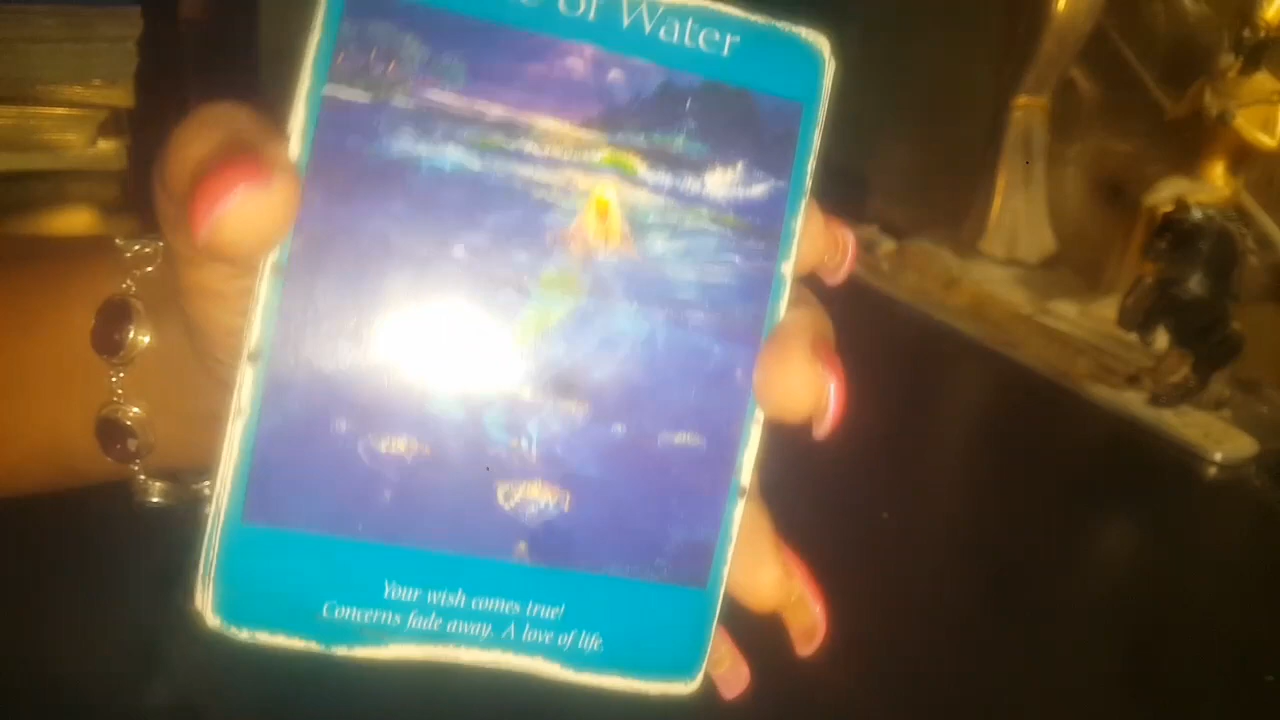 of Water
Your wish comes true!
Concerns fade away. A love of life.